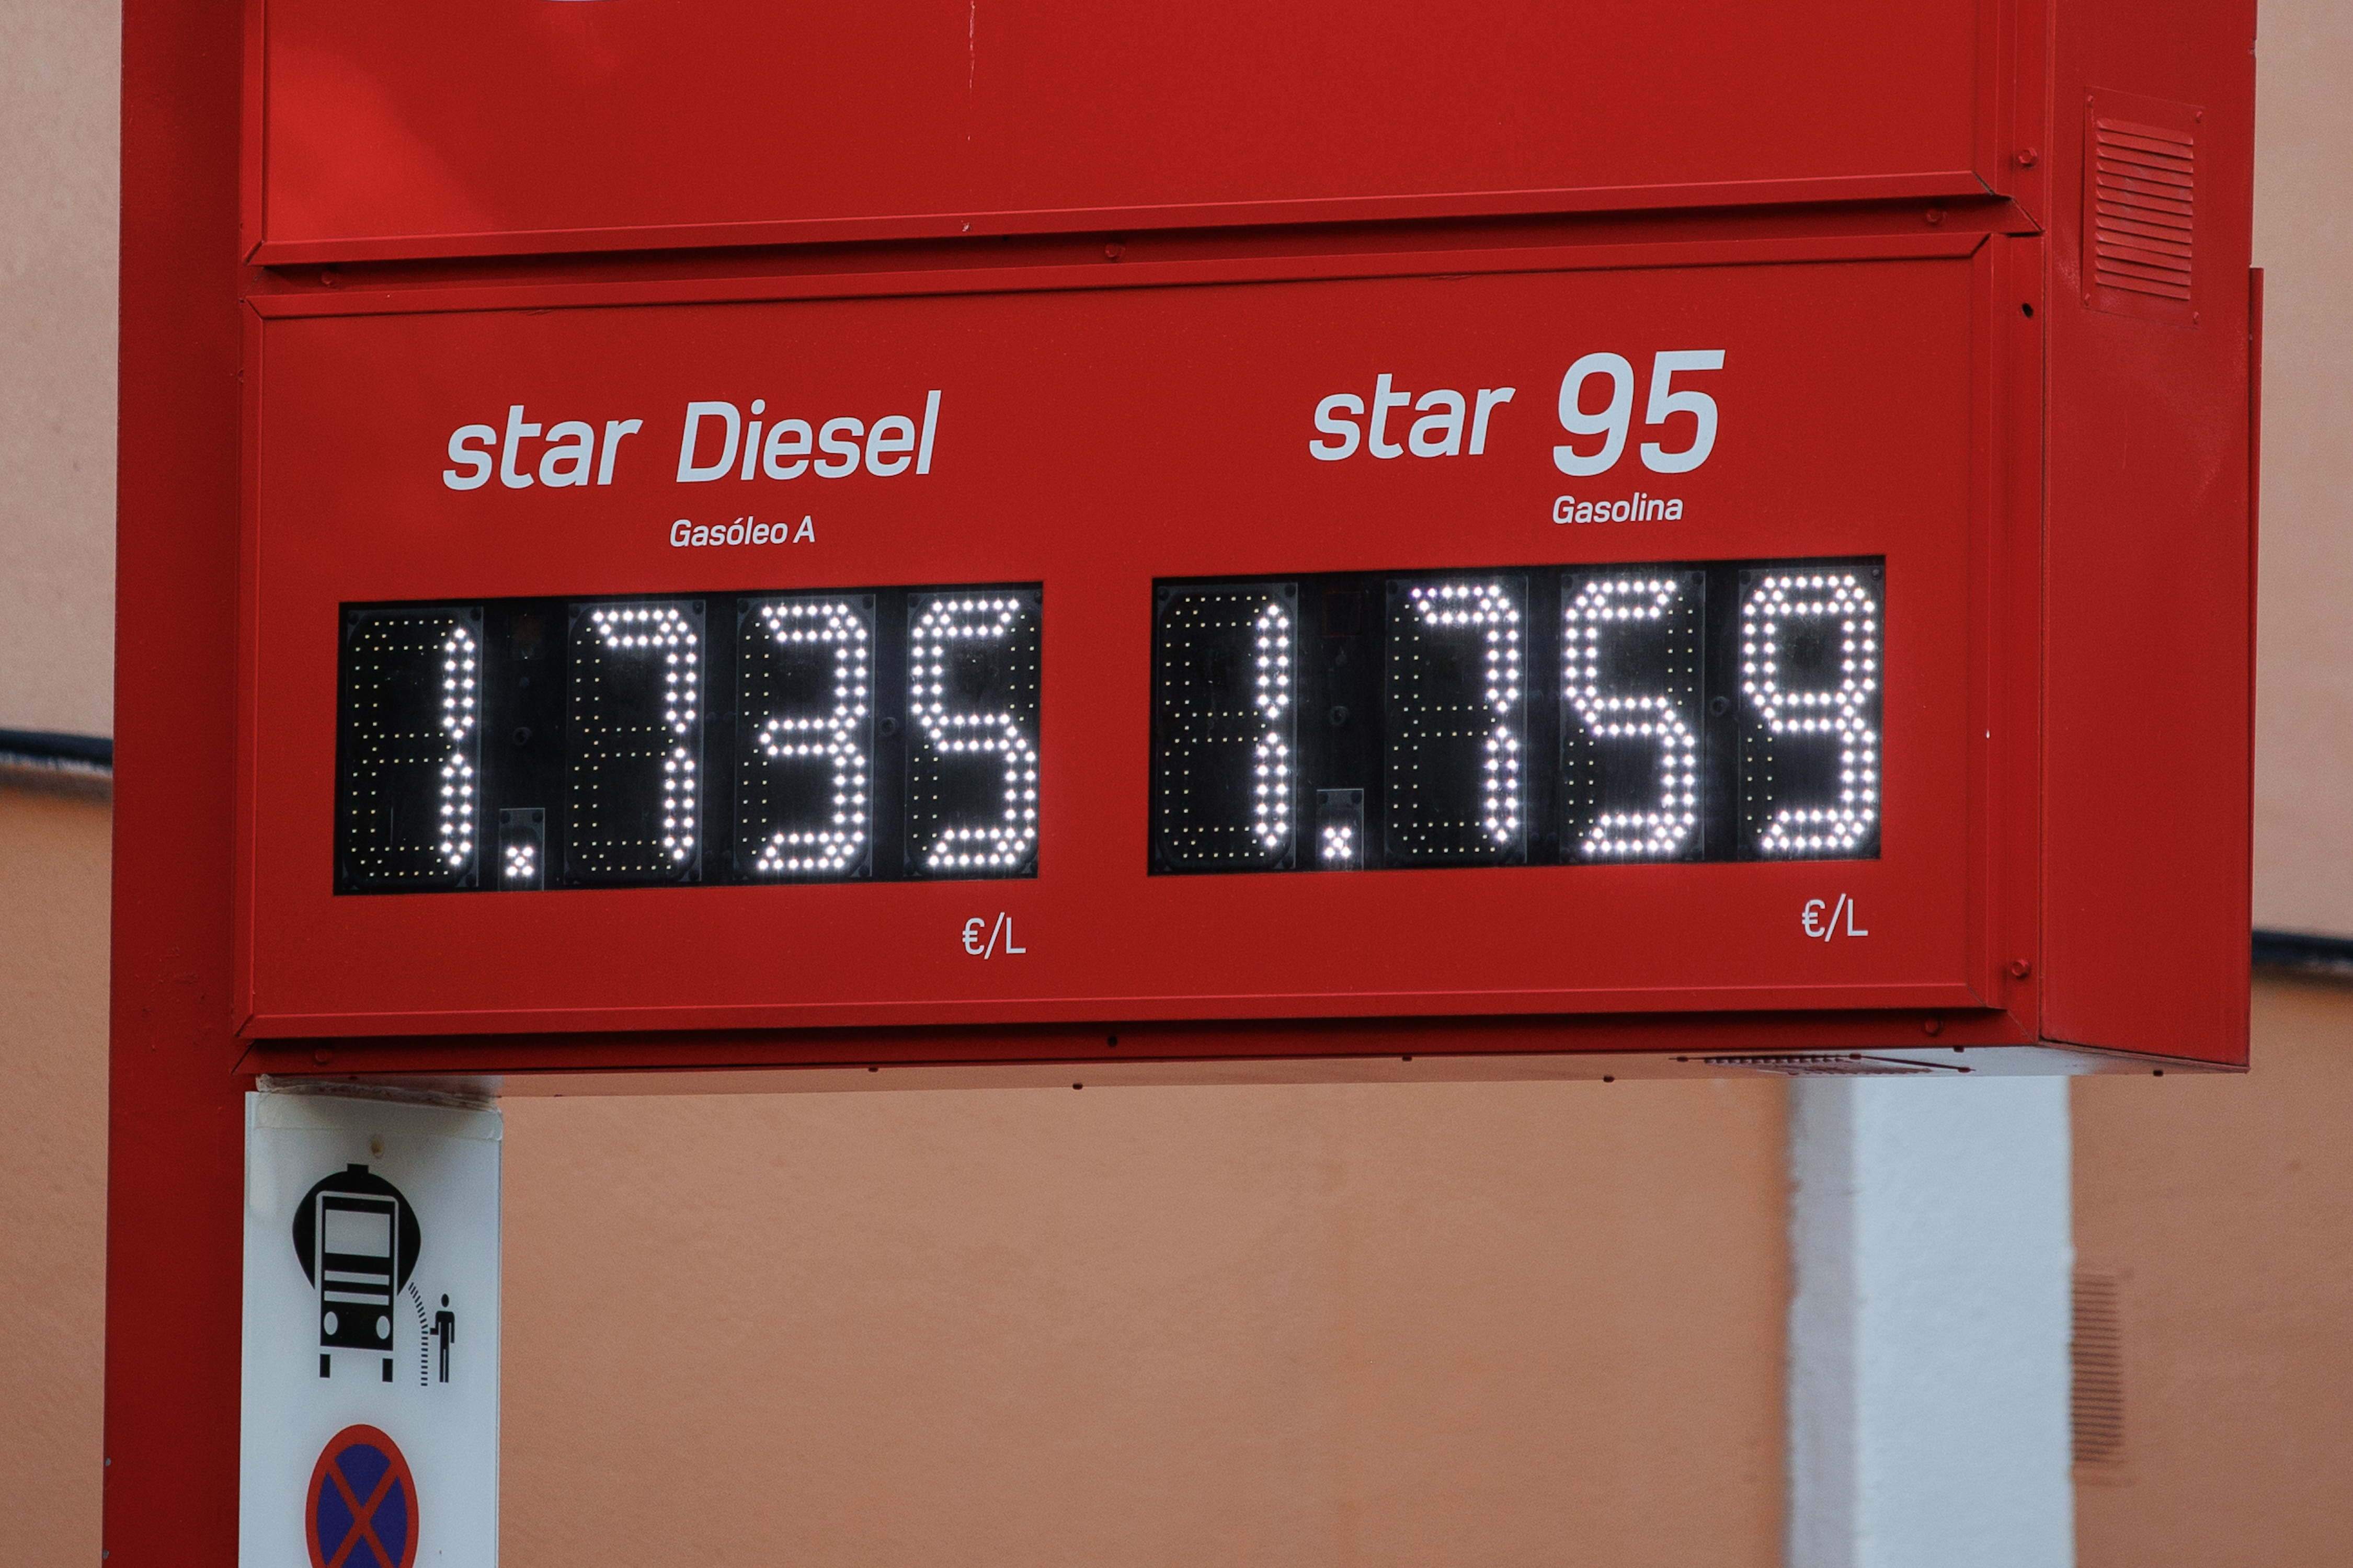 star Diesel
Gasóleo A
1.735
€/L
star 95
Gasolina
1.759
€/L